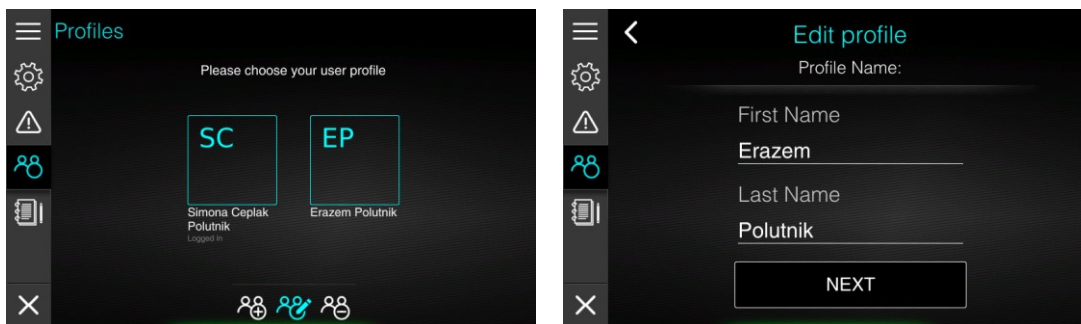 Profiles
Please choose your user profile
SC
EP
Simona Ceplak
Polutnik
Logged in
Erazem Polutnik
Edit profile
Profile Name:
First Name
Erazem
Last Name
Polutnik
NEXT